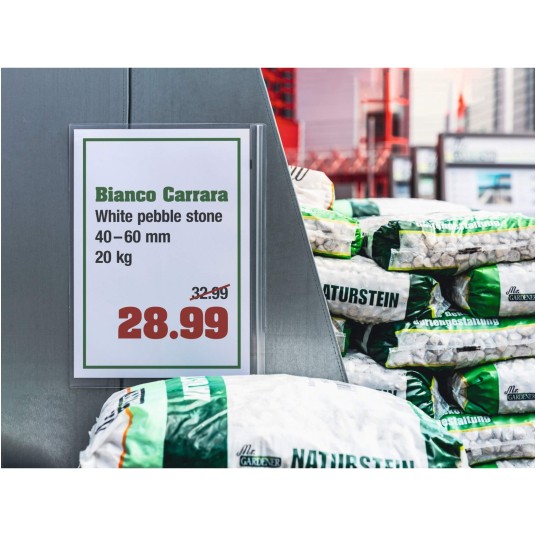 Bianco Carrara
White pebble stone
40–60 mm
20 kg
32.99
28.99
NATURSTEIN
Gartengestaltung
Mr.
GARDENER
Mr.
GARDENER
Mr.
GARDENER
NATURSTEIN